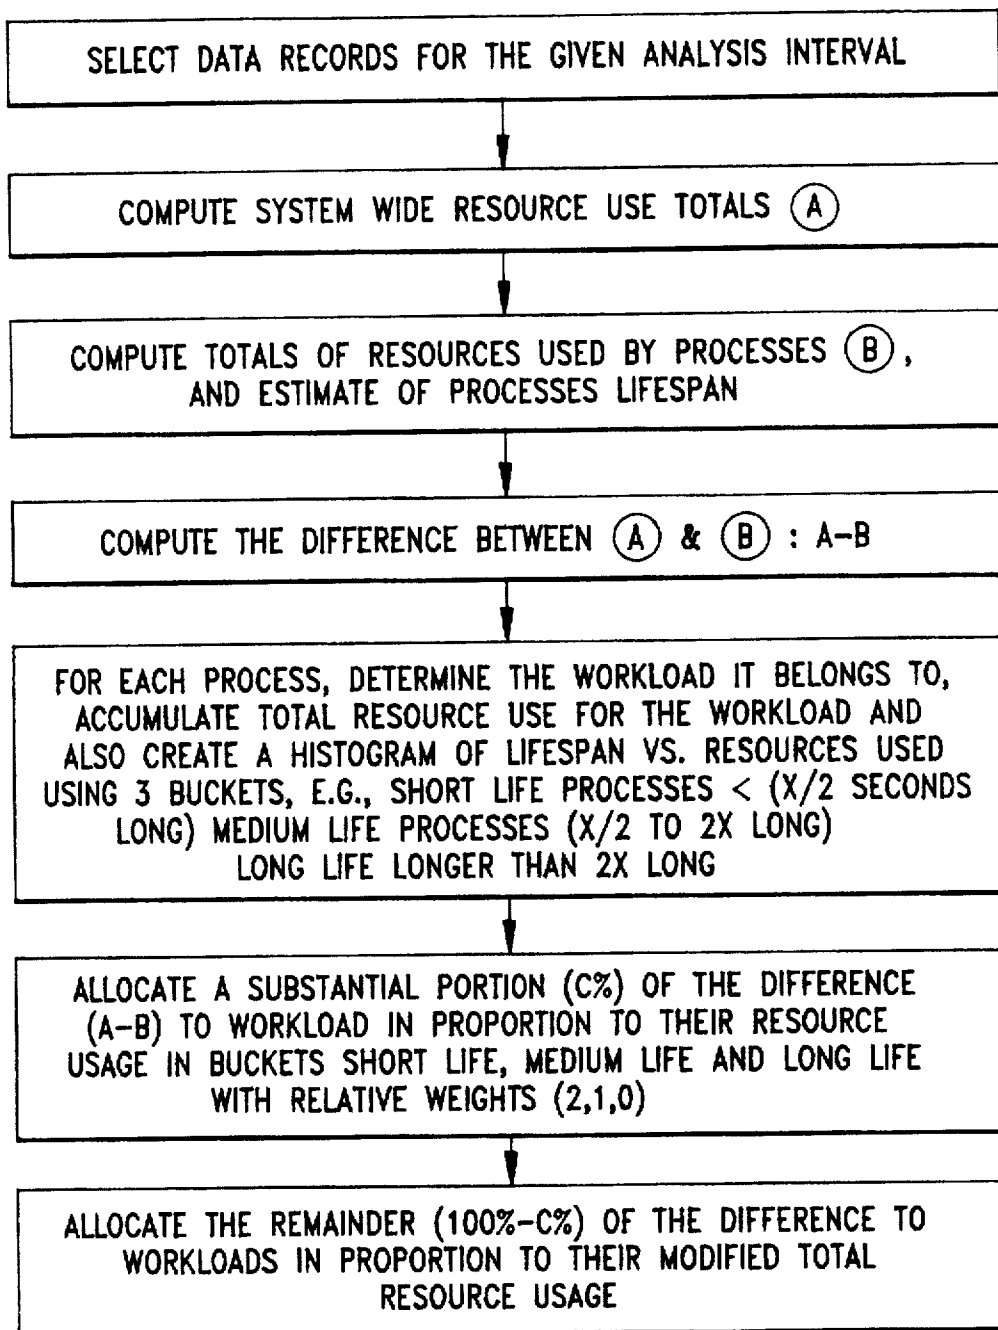 SELECT DATA RECORDS FOR THE GIVEN ANALYSIS INTERVAL
COMPUTE SYSTEM WIDE RESOURCE USE TOTALS A
COMPUTE TOTALS OF RESOURCES USED BY PROCESSES B ,
AND ESTIMATE OF PROCESSES LIFESPAN
COMPUTE THE DIFFERENCE BETWEEN A & B : A-B
FOR EACH PROCESS, DETERMINE THE WORKLOAD IT BELONGS TO,
ACCUMULATE TOTAL RESOURCE USE FOR THE WORKLOAD AND
ALSO CREATE A HISTOGRAM OF LIFESPAN VS. RESOURCES USED
USING 3 BUCKETS, E.G., SHORT LIFE PROCESSES < (X/2 SECONDS
LONG) MEDIUM LIFE PROCESSES (X/2 TO 2X LONG)
LONG LIFE LONGER THAN 2X LONG
ALLOCATE A SUBSTANTIAL PORTION (C%) OF THE DIFFERENCE
(A-B) TO WORKLOAD IN PROPORTION TO THEIR RESOURCE
USAGE IN BUCKETS SHORT LIFE, MEDIUM LIFE AND LONG LIFE
WITH RELATIVE WEIGHTS (2,1,0)
ALLOCATE THE REMAINDER (100%-C%) OF THE DIFFERENCE TO
WORKLOADS IN PROPORTION TO THEIR MODIFIED TOTAL
RESOURCE USAGE